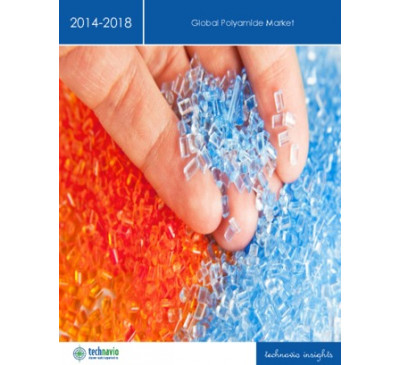 2014-2018
Global Polyamide Market
technavio
technavio insights